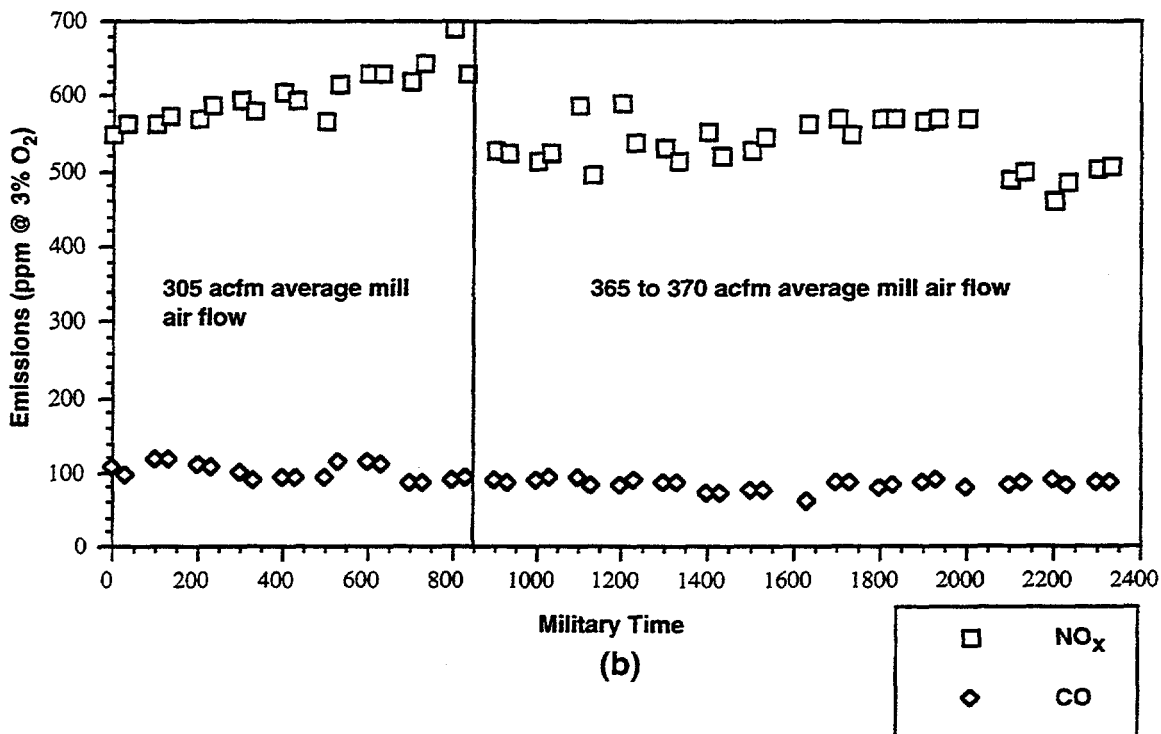 700
600
500
400
300
200
100
0
Emissions (ppm @ 3% O₂)
305 acfm average mill
air flow
365 to 370 acfm average mill air flow
0 200 400 600 800 1000 1200 1400 1600 1800 2000 2200 2400
Military Time
(b)
NOₓ
CO